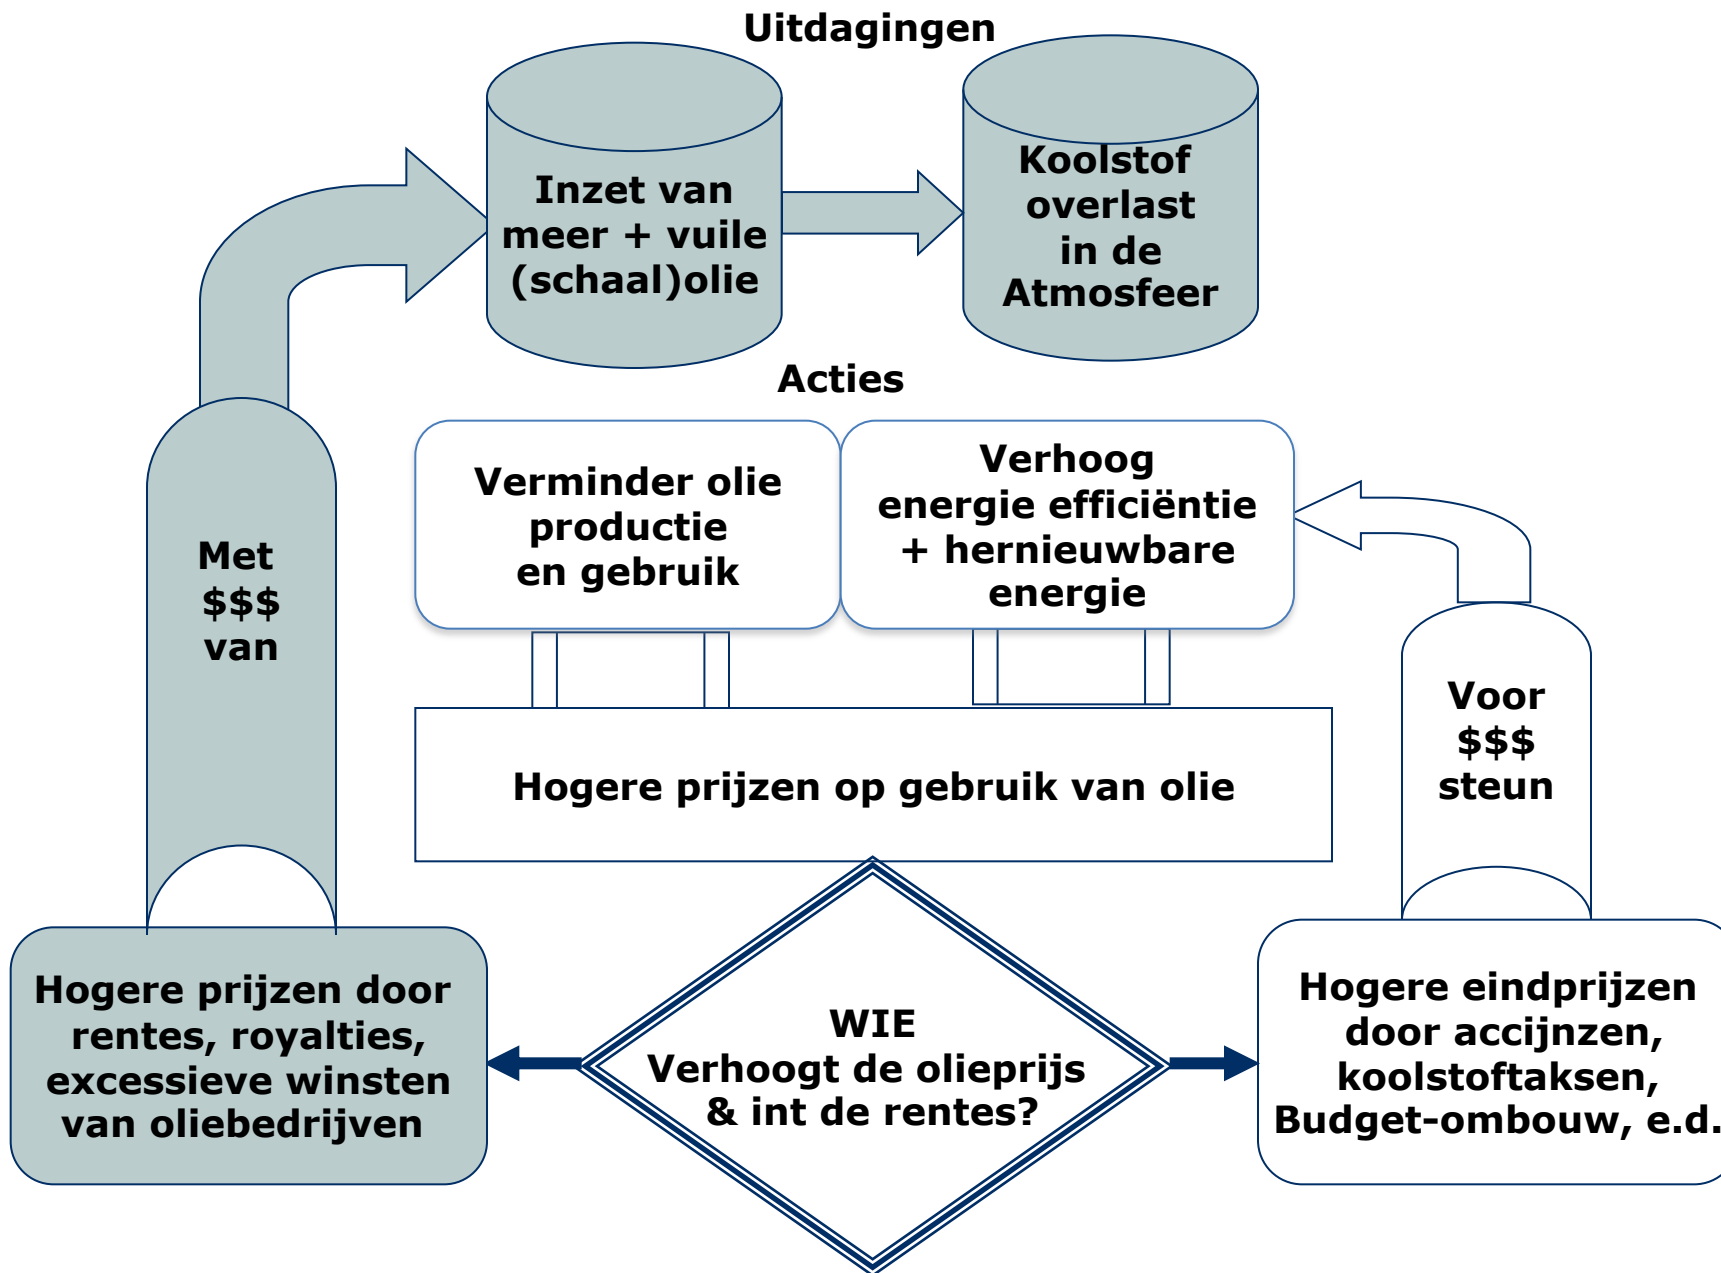 Uitdagingen
Inzet van
meer + vuile
(schaal)olie
Koolstof
overlast
in de
Atmosfeer
Acties
Verminder olie
productie
en gebruik
Verhoog
energie efficiëntie
+ hernieuwbare
energie
Met
$$$
van
Voor
$$$
steun
Hogere prijzen op gebruik van olie
Hogere prijzen door
rentes, royalties,
excessieve winsten
van oliebedrijven
WIE
Verhoogt de olieprijs
& int de rentes?
Hogere eindprijzen
door accijnzen,
koolstoftaksen,
Budget-ombouw, e.d.